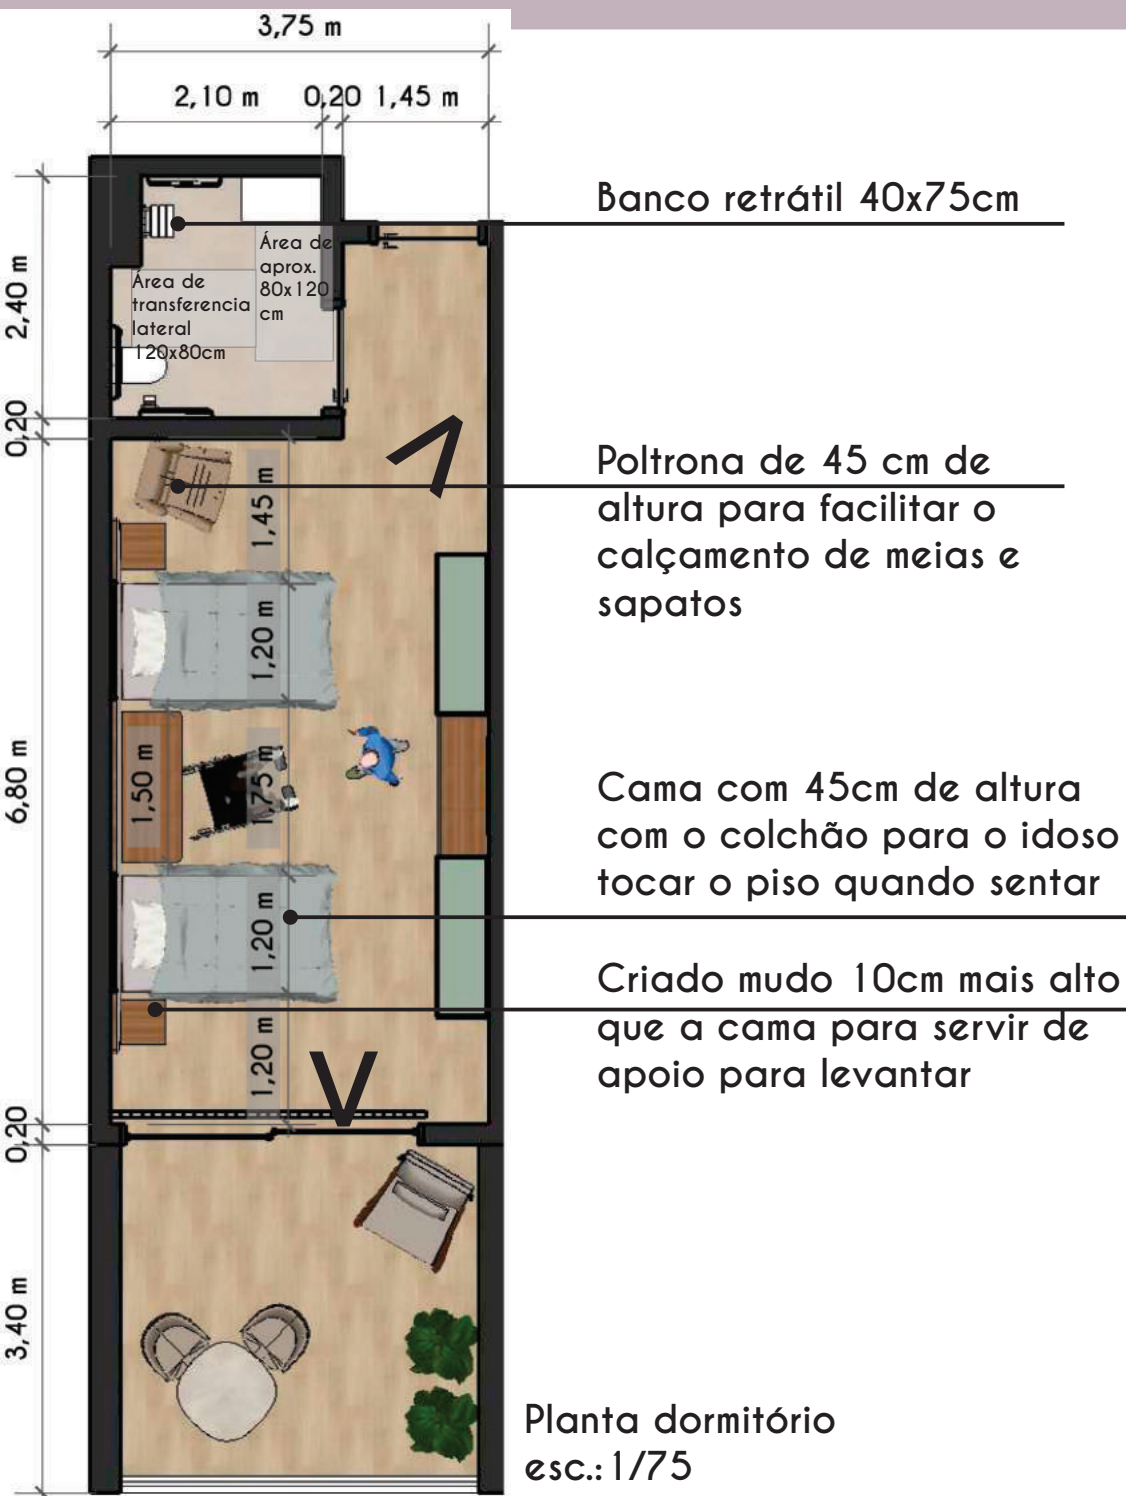 3,75 m
2,10 m
0,20
1,45 m
Banco retrátil 40x75cm
2,40 m
Área de
aprox.
80x120
cm
Área de
transferencia
lateral
120x80cm
0,20
Poltrona de 45 cm de
altura para facilitar o
calçamento de meias e
sapatos
1,45 m
1,20 m
6,80 m
1,50 m
1,75 m
Cama com 45cm de altura
com o colchão para o idoso
tocar o piso quando sentar
1,20 m
Criado mudo 10cm mais alto
que a cama para servir de
apoio para levantar
1,20 m
0,20
3,40 m
Planta dormitório
esc.: 1/75